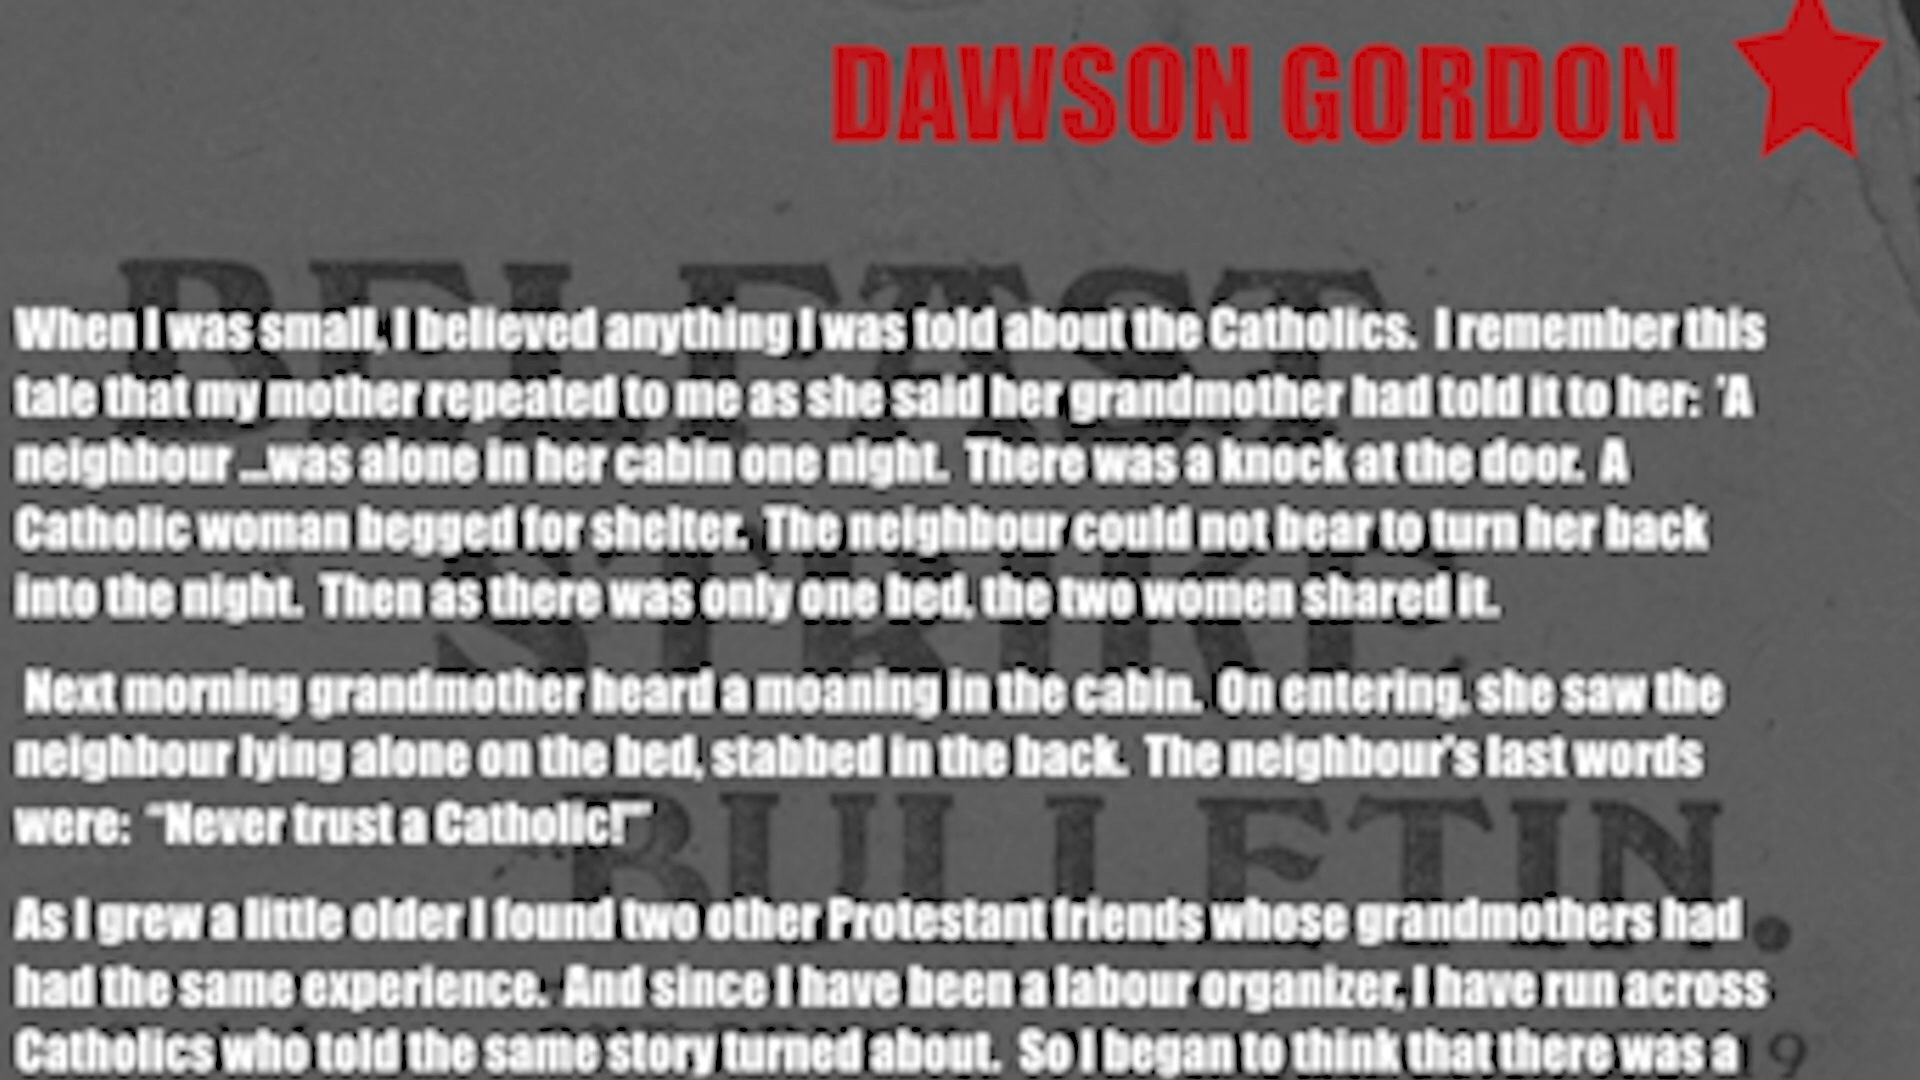 DAWSON GORDON
BELFAST
When I was small, I believed anything I was told about the Catholics. I remember this
tale that my mother repeated to me as she said her grandmother had told it to her: 'A
neighbour ...was alone in her cabin one night. There was a knock at the door. A
Catholic woman begged for shelter. The neighbour could not bear to turn her back
into the night. Then as there was only one bed, the two women shared it.
STRIKE
Next morning grandmother heard a moaning in the cabin. On entering, she saw the
neighbour lying alone on the bed, stabbed in the back. The neighbour's last words
were: "Never trust a Catholic!"'
BULLETIN.
As I grew a little older I found two other Protestant friends whose grandmothers had
had the same experience. And since I have been a labour organizer, I have run across
Catholics who told the same story turned about. So I began to think that there was a
19